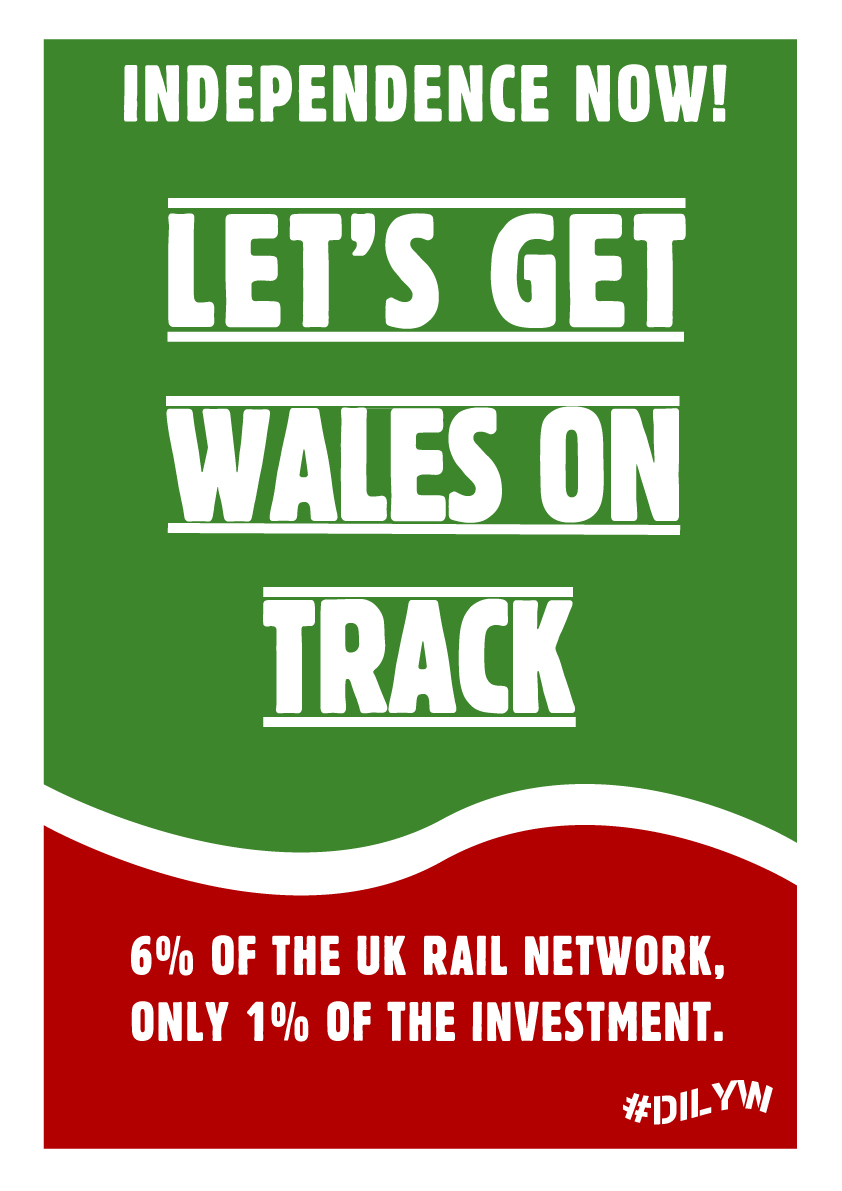 INDEPENDENCE NOW!
LET'S GET
WALES ON
TRACK
6% OF THE UK RAIL NETWORK,
ONLY 1% OF THE INVESTMENT.
#DILYW